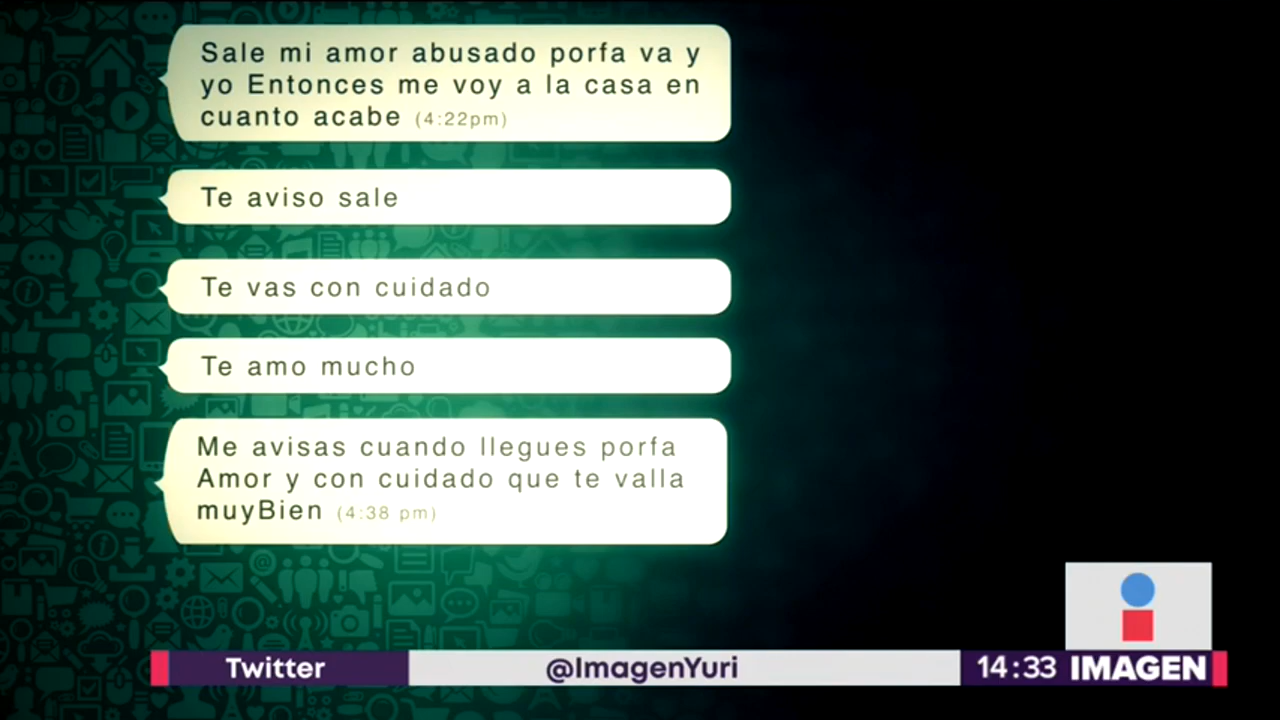 Sale mi amor abusado porfa va y
yo Entonces me voy a la casa en
cuanto acabe (4:22pm)
Te aviso sale
Te vas con cuidado
Te amo mucho
Me avisas cuando llegues porfa
Amor y con cuidado que te valla
muyBien (4:38 pm)
Twitter @ImagenYuri 14:33 IMAGEN